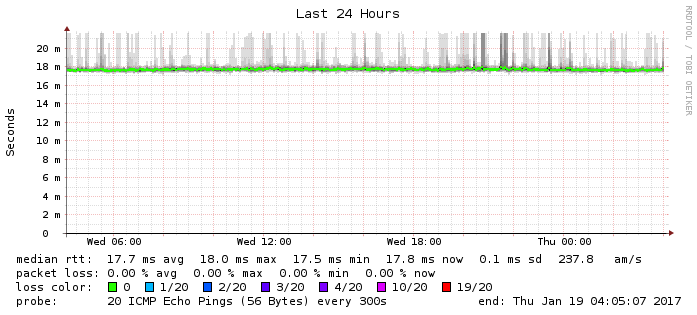 Last 24 Hours
RRDTOOL / TOBI OETIKER
Seconds
20 m
18 m
16 m
14 m
12 m
10 m
8 m
6 m
4 m
2 m
0
Wed 06:00 Wed 12:00 Wed 18:00 Thu 00:00
median rtt: 17.7 ms avg 18.0 ms max 17.5 ms min 17.8 ms now 0.1 ms sd 237.8 am/s
packet loss: 0.00 % avg 0.00 % max 0.00 % min 0.00 % now
loss color: 0 1/20 2/20 3/20 4/20 10/20 19/20
probe: 20 ICMP Echo Pings (56 Bytes) every 300s end: Thu Jan 19 04:05:07 2017